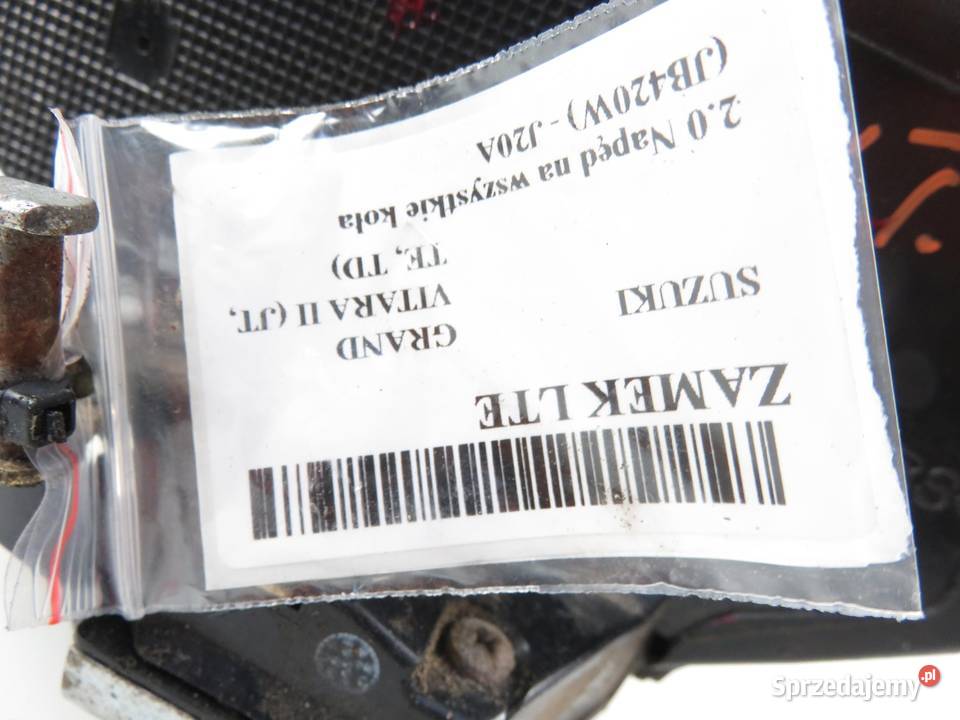 ZAMEK LTE
SUZUKI
GRAND
VITARA II (JT,
TE, TD)
2.0 Napęd na wszystkie koła
(JB420W) - J20A
Sprzedajemy.pl